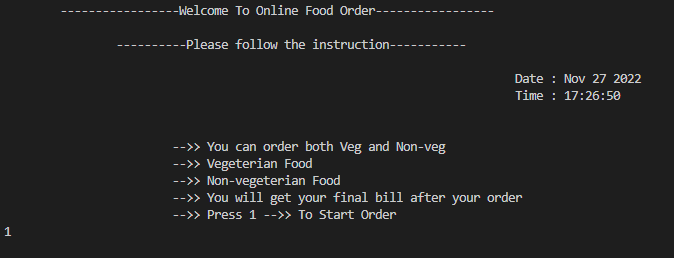 -----------------Welcome To Online Food Order-----------------
----------Please follow the instruction-----------
Date : Nov 27 2022
Time : 17:26:50
-->> You can order both Veg and Non-veg
-->> Vegeterian Food
-->> Non-vegeterian Food
-->> You will get your final bill after your order
-->> Press 1 -->> To Start Order
1